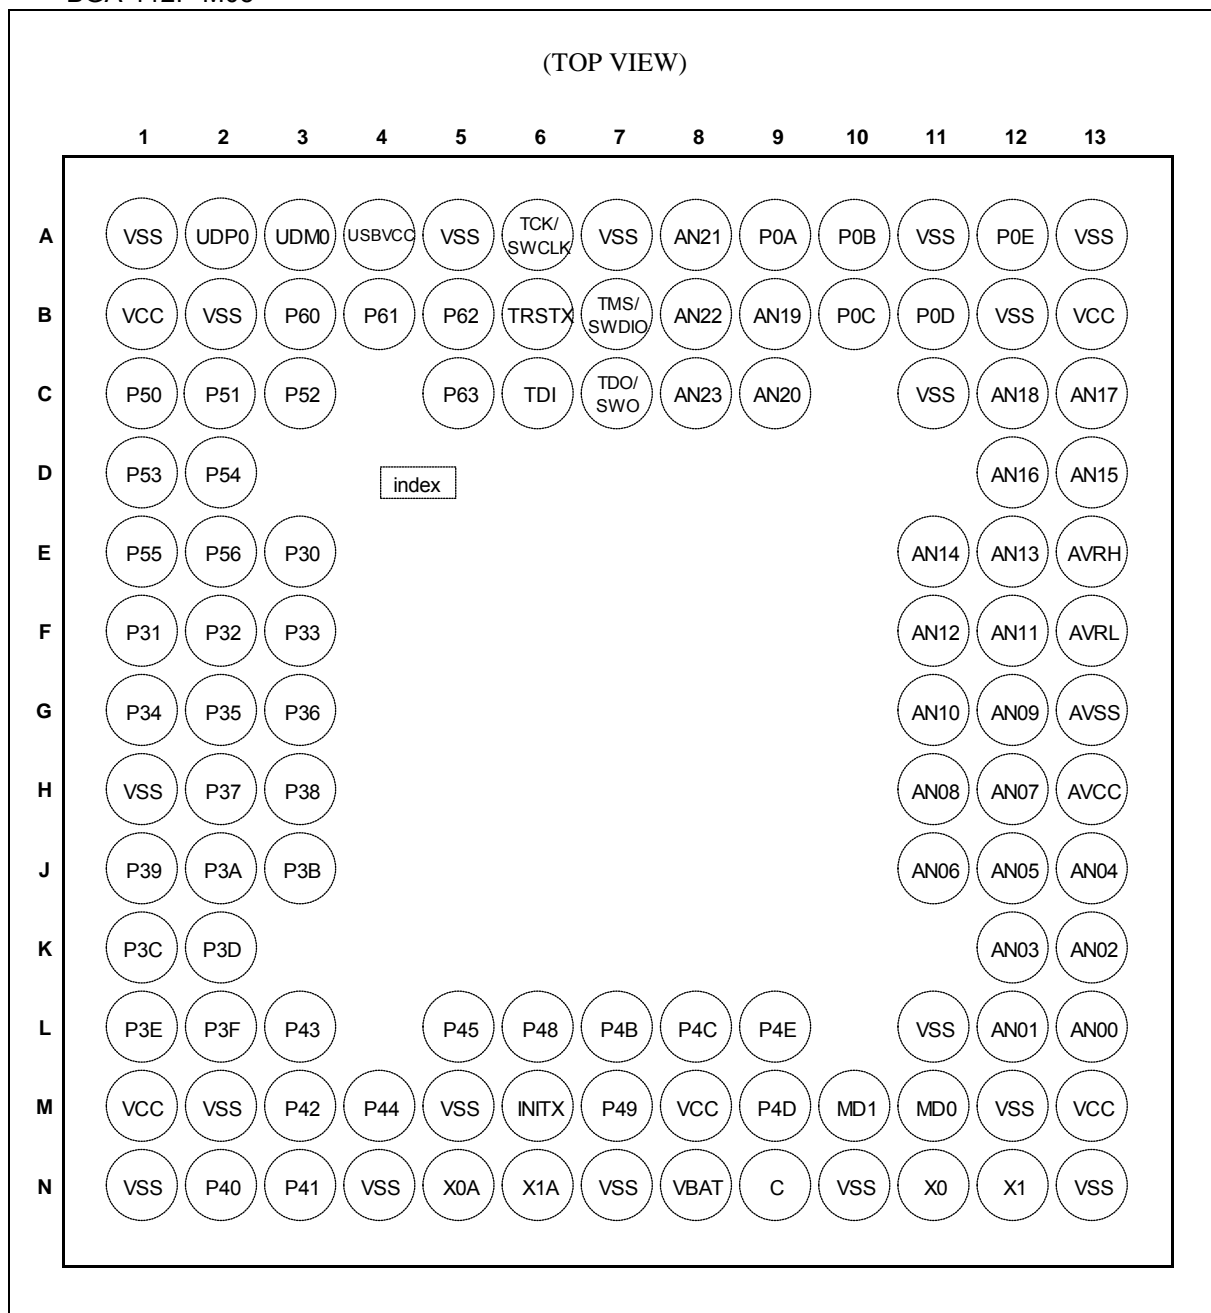 (TOP VIEW)
1 2 3 4 5 6 7 8 9 10 11 12 13
A VSS UDP0 UDM0 USBVCC VSS TCK/ SWCLK VSS AN21 P0A P0B VSS P0E VSS
B VCC VSS P60 P61 P62 TRSTX TMS/ SWDIO AN22 AN19 P0C P0D VSS VCC
C P50 P51 P52 P63 TDI TDO/ SWO AN23 AN20 VSS AN18 AN17
D P53 P54 index AN16 AN15
E P55 P56 P30 AN14 AN13 AVRH
F P31 P32 P33 AN12 AN11 AVRL
G P34 P35 P36 AN10 AN09 AVSS
H VSS P37 P38 AN08 AN07 AVCC
J P39 P3A P3B AN06 AN05 AN04
K P3C P3D AN03 AN02
L P3E P3F P43 P45 P48 P4B P4C P4E VSS AN01 AN00
M VCC VSS P42 P44 VSS INITX P49 VCC P4D MD1 MD0 VSS VCC
N VSS P40 P41 VSS X0A X1A VSS VBAT C VSS X0 X1 VSS